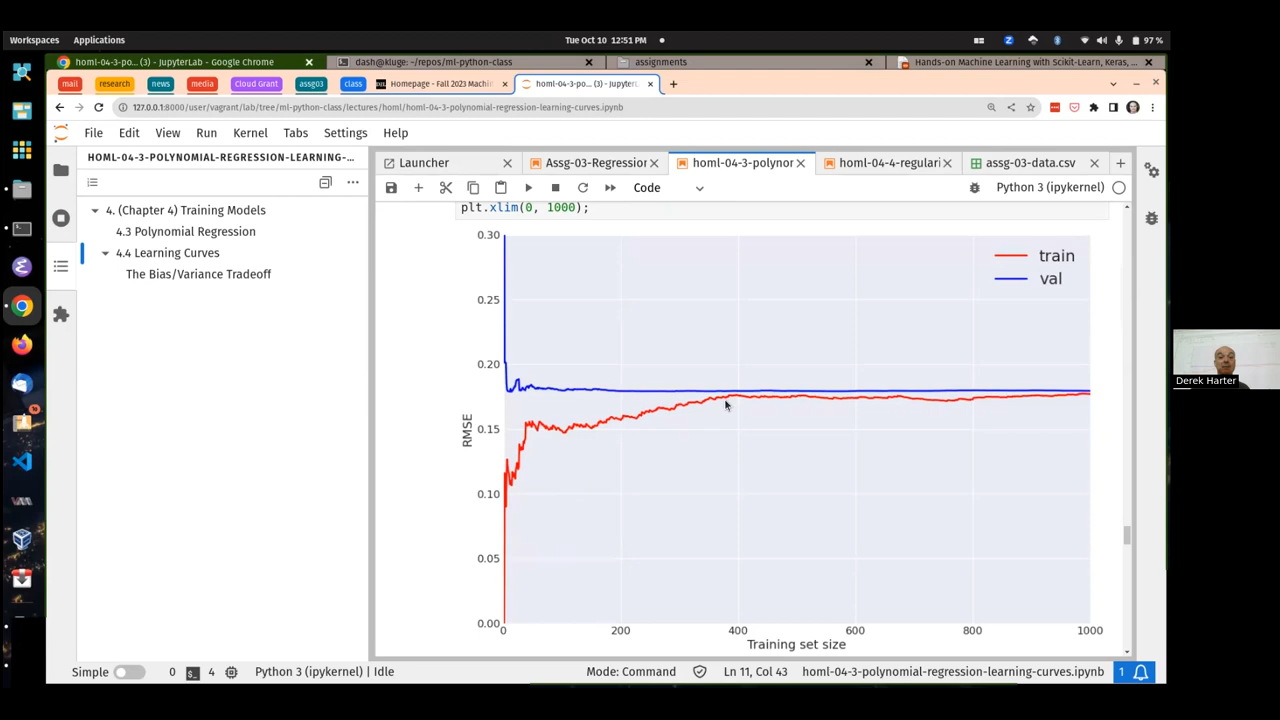 Workspaces Applications Tue Oct 10 12:51 PM 97 %
homl-04-3-po... (3) - JupyterLab - Google Chrome dash@kluge: ~/repos/ml-python-class assignments Hands-on Machine Learning with Scikit-Learn, Keras, ...
mail research news media Cloud Grant assg03 class Homepage - Fall 2023 Machin homl-04-3-po... (3) - Jupyter
127.0.0.1:8000/user/vagrant/lab/tree/ml-python-class/lectures/homl/homl-04-3-polynomial-regression-learning-curves.ipynb
File Edit View Run Kernel Tabs Settings Help
HOML-04-3-POLYNOMIAL-REGRESSION-LEARNING-...
4. (Chapter 4) Training Models
4.3 Polynomial Regression
4.4 Learning Curves
The Bias/Variance Tradeoff
Launcher Assg-03-Regression homl-04-3-polynor homl-04-4-regulari assg-03-data.csv
Code Python 3 (ipykernel)
plt.xlim(0, 1000);
0.30
0.25
0.20
0.15
0.10
0.05
0.00
RMSE
train
val
0 200 400 600 800 1000
Training set size
Derek Harter
Simple 0 4 Python 3 (ipykernel) | Idle Mode: Command Ln 11, Col 43 homl-04-3-polynomial-regression-learning-curves.ipynb 1